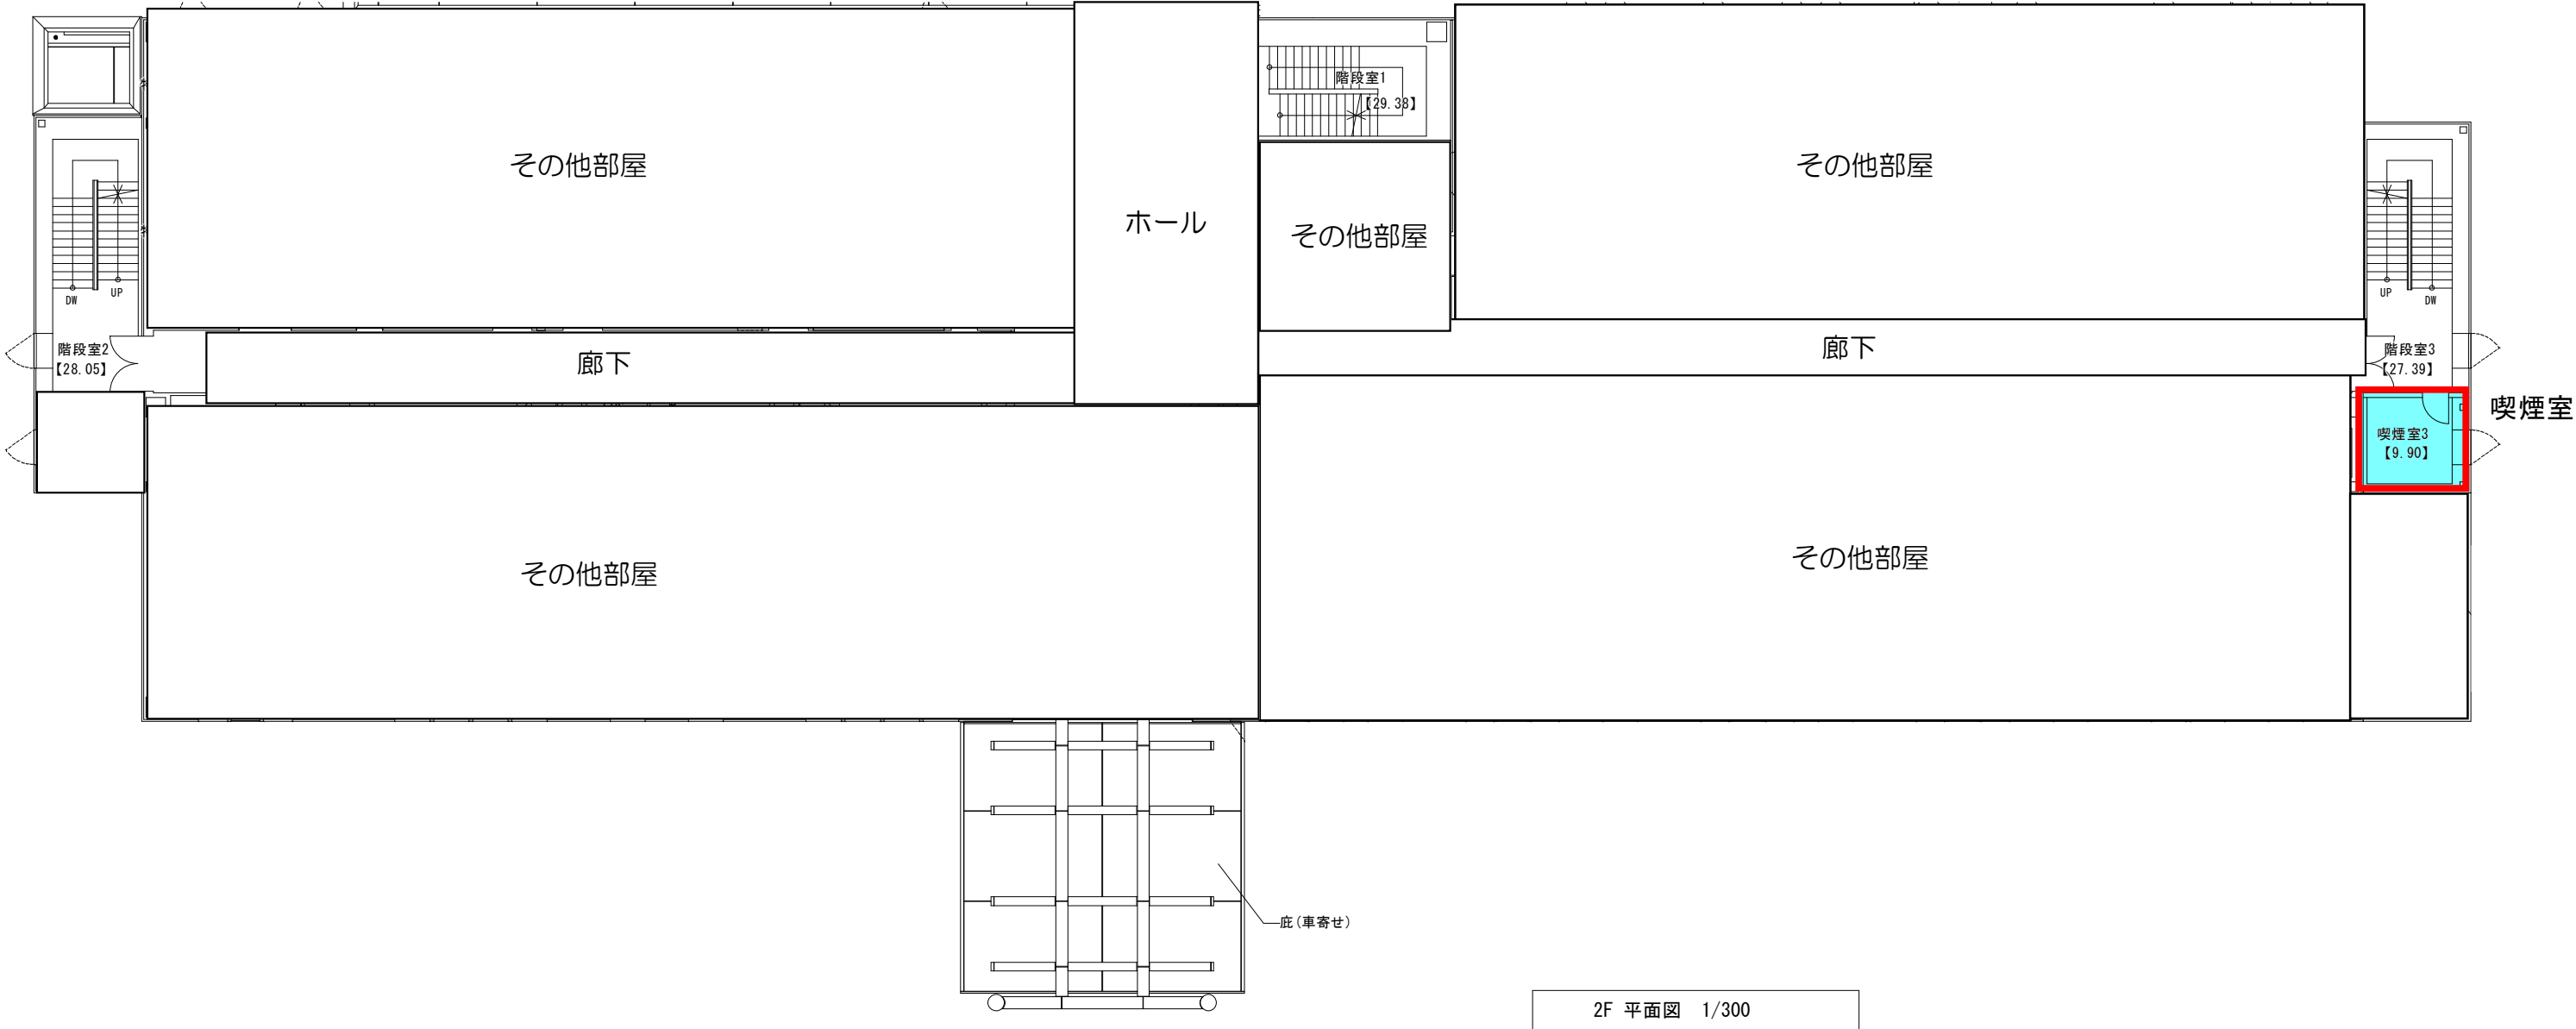 階段室1
【29.38】
その他部屋
その他部屋
ホール
その他部屋
DW
UP
UP
DW
階段室2
【28.05】
廊下
廊下
階段室3
【27.39】
喫煙室
喫煙室3
【9.90】
その他部屋
その他部屋
庇(車寄せ)
2F 平面図 1/300